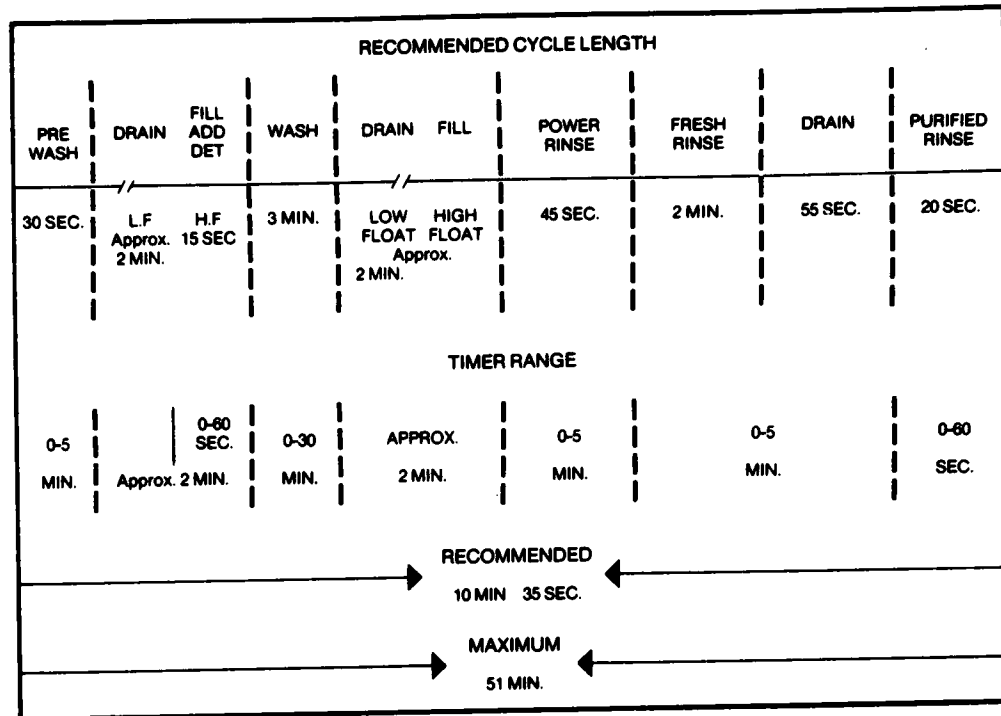 RECOMMENDED CYCLE LENGTH
PRE WASH
DRAIN
FILL ADD DET
WASH
DRAIN FILL
POWER RINSE
FRESH RINSE
DRAIN
PURIFIED RINSE
30 SEC.
L.F Approx. 2 MIN.
H.F 15 SEC
3 MIN.
LOW HIGH
FLOAT FLOAT
Approx.
2 MIN.
45 SEC.
2 MIN.
55 SEC.
20 SEC.
TIMER RANGE
0-5 MIN.
0-60 SEC.
Approx. 2 MIN.
0-30 MIN.
APPROX. 2 MIN.
0-5 MIN.
0-5 MIN.
0-60 SEC.
RECOMMENDED
10 MIN 35 SEC.
MAXIMUM
51 MIN.